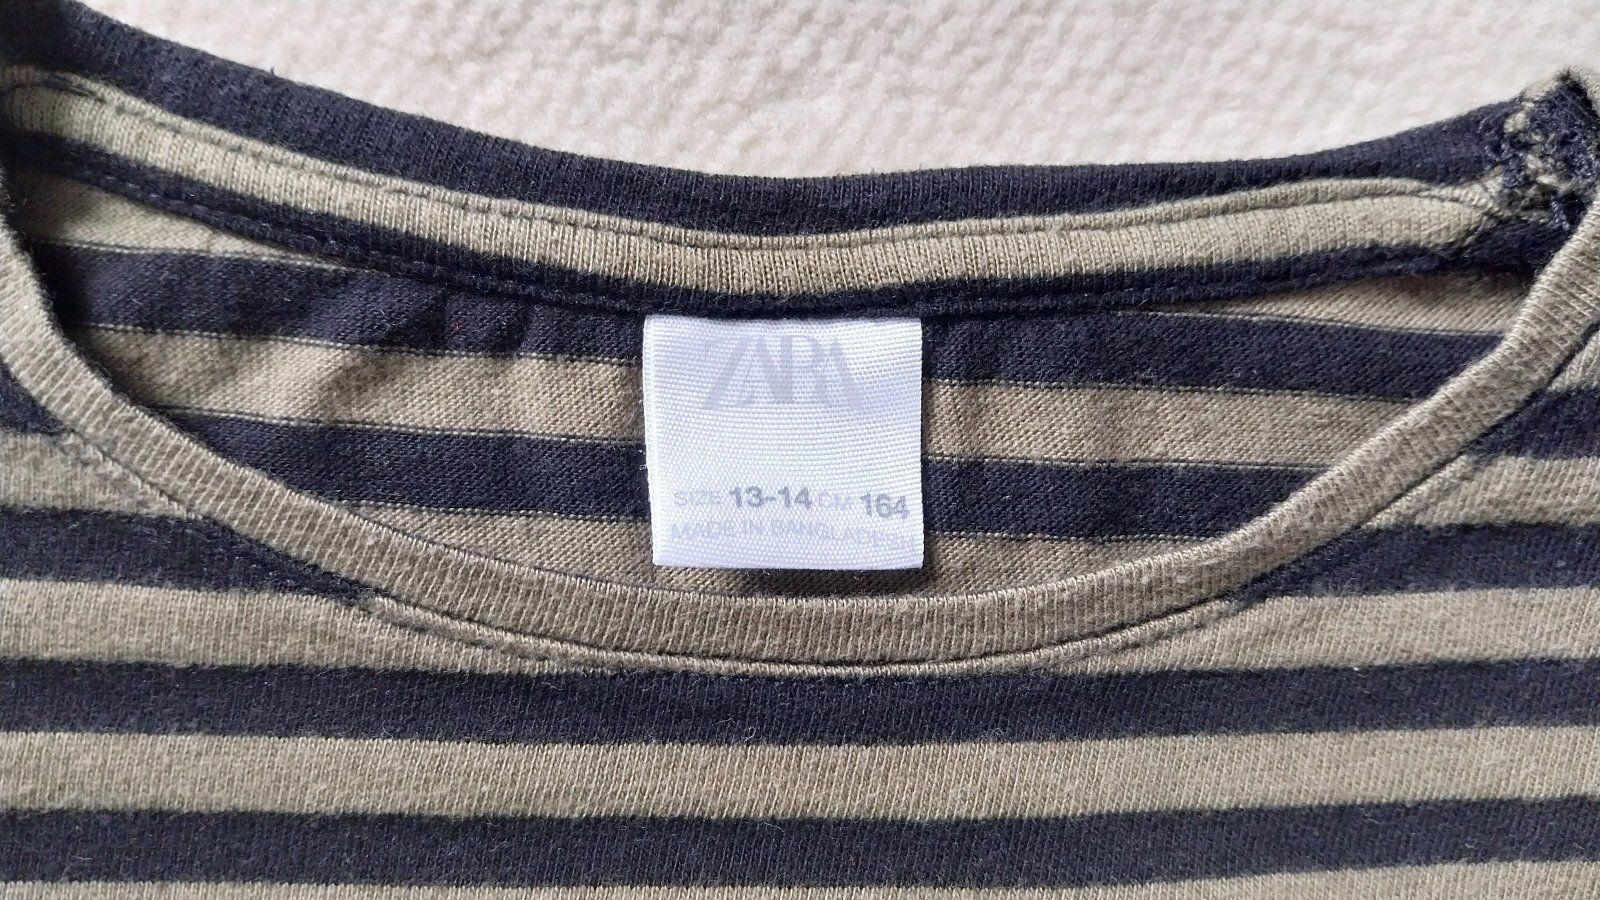 ZARA
SIZE 13-14 CM 164
MADE IN BANGLADESH